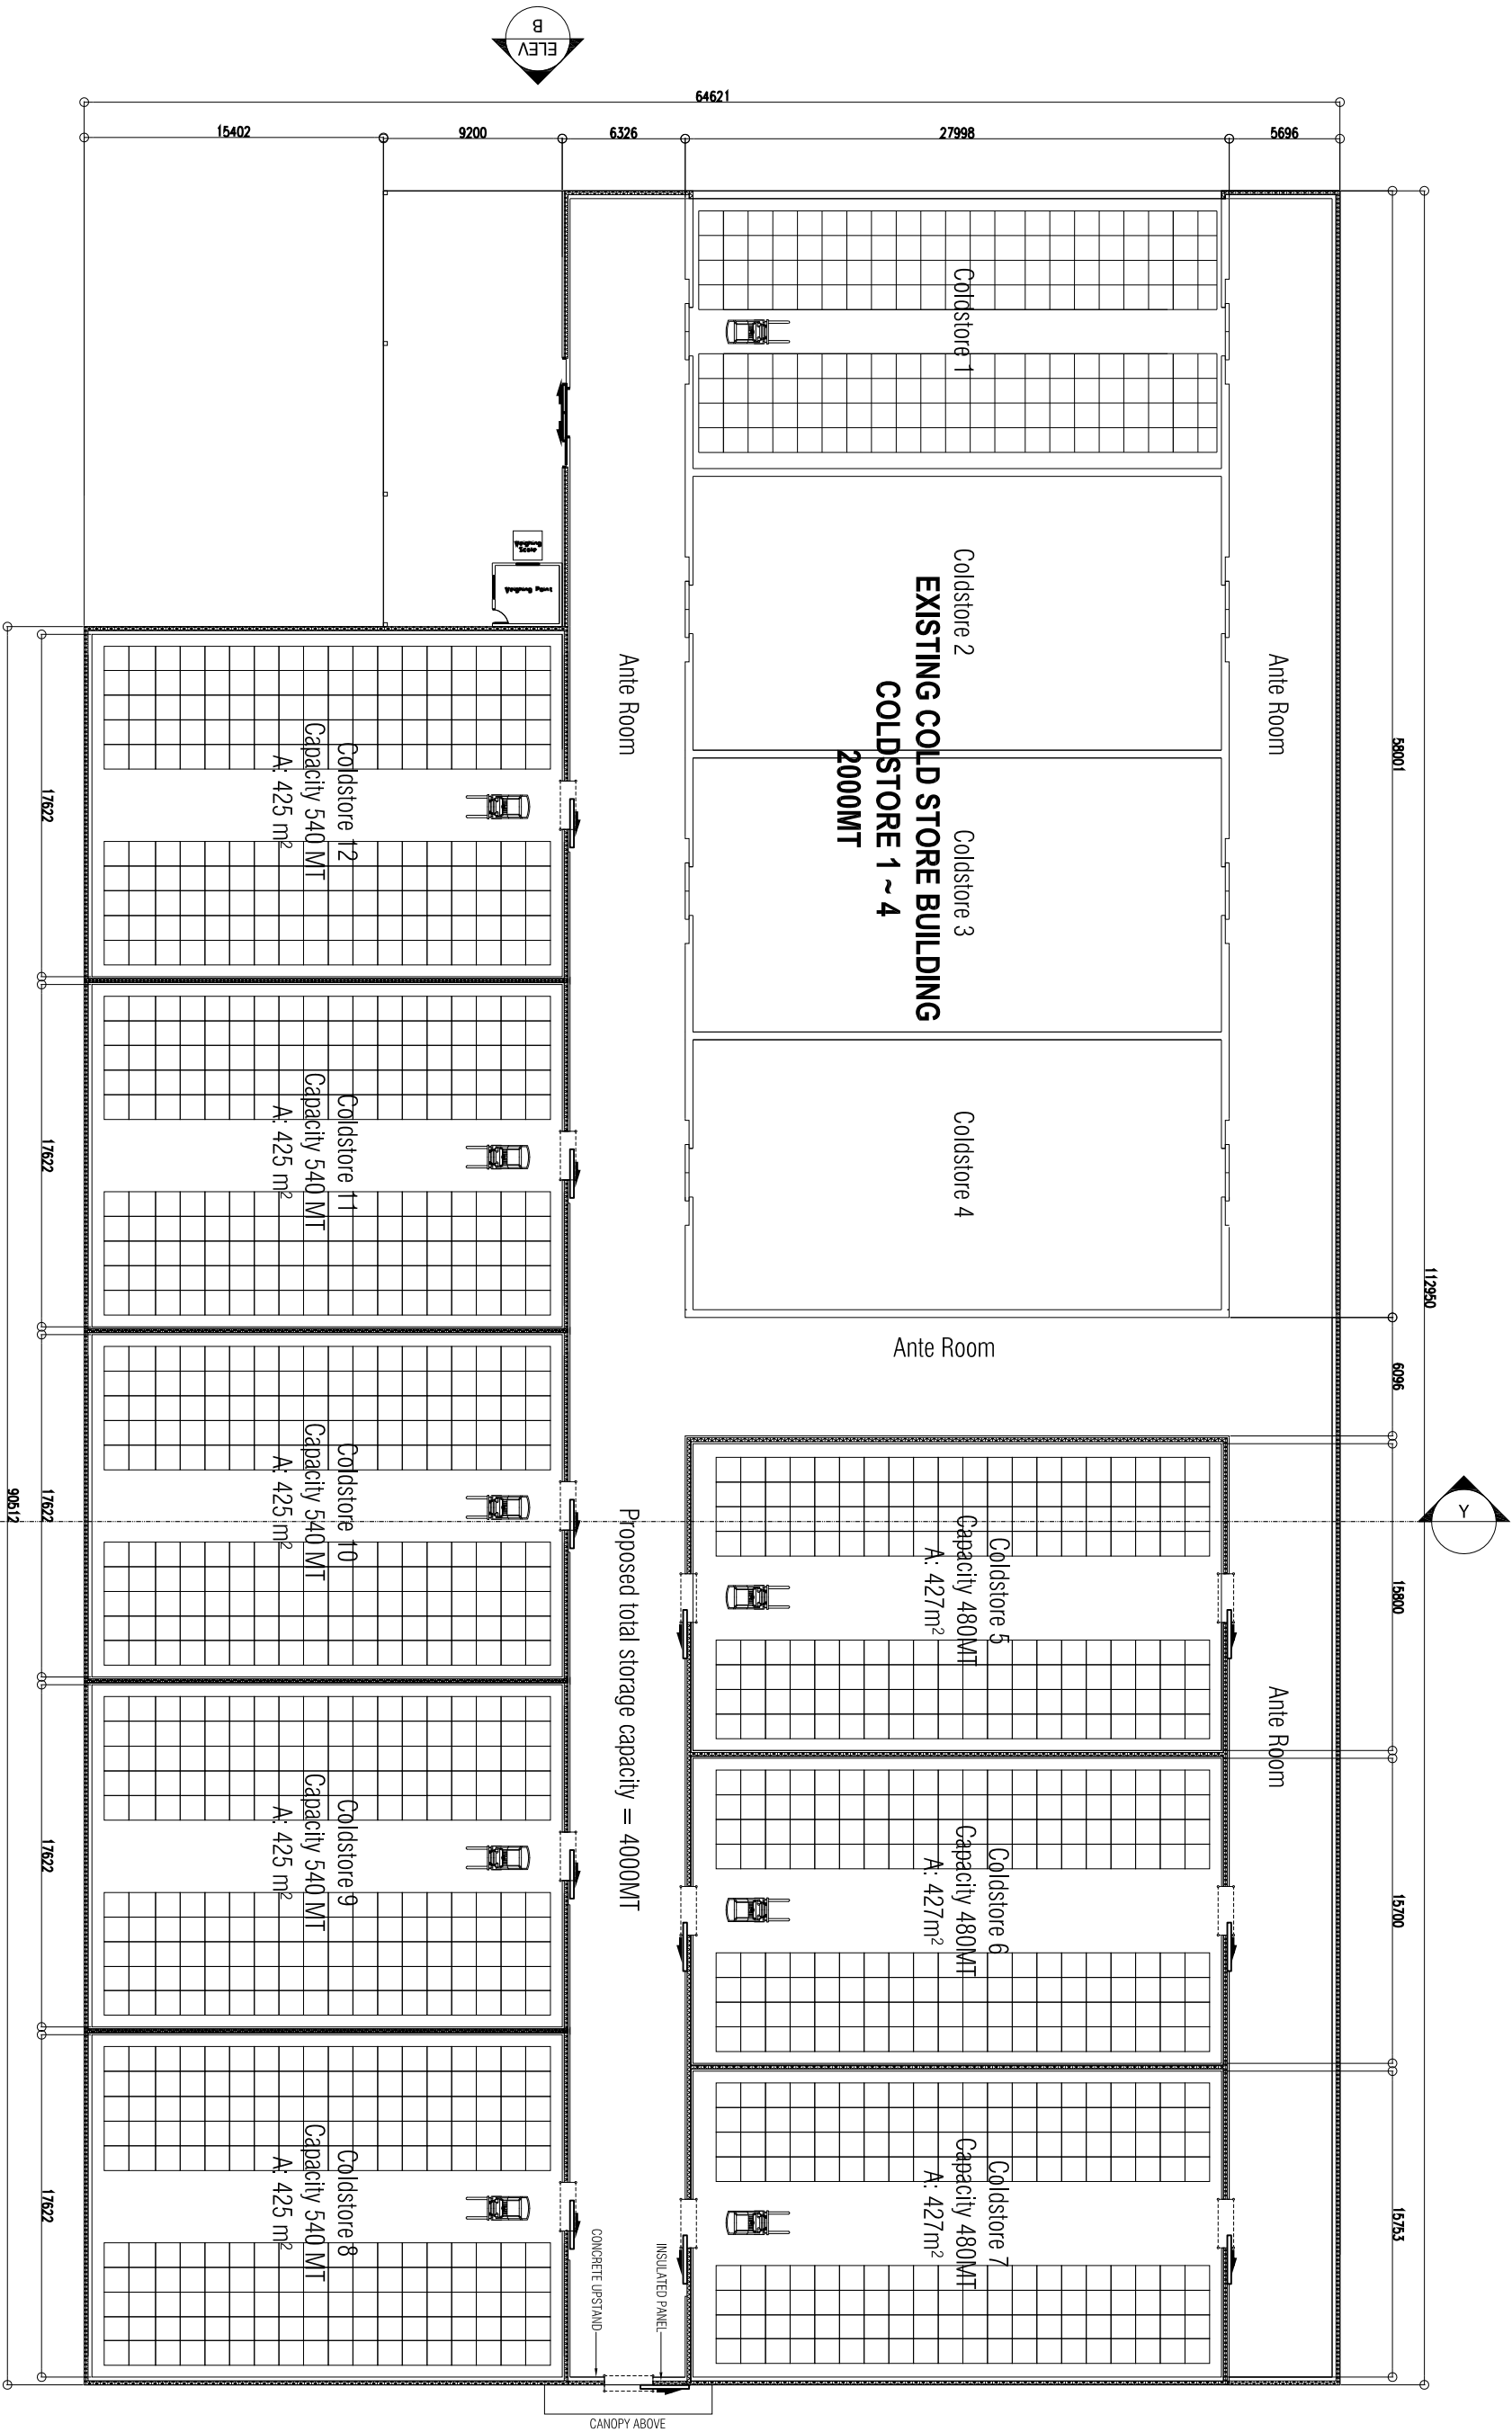 ELEV
B
64621
15402
9200
6326
27998
5696
58001
112950
6096
15800
15700
15753
Y
Coldstore 1
Coldstore 2
Coldstore 3
Coldstore 4
EXISTING COLD STORE BUILDING
COLDSTORE 1 ~ 4
2000MT
Ante Room
Ante Room
Ante Room
Ante Room
Weighing
Scale
Weighing Point
Coldstore 12
Capacity 540 MT
A: 425 m²
Coldstore 11
Capacity 540 MT
A: 425 m²
Coldstore 10
Capacity 540 MT
A: 425 m²
Coldstore 9
Capacity 540 MT
A: 425 m²
Coldstore 8
Capacity 540 MT
A: 425 m²
Coldstore 5
Capacity 480MT
A: 427m²
Coldstore 6
Capacity 480MT
A: 427m²
Coldstore 7
Capacity 480MT
A: 427m²
Proposed total storage capacity = 4000MT
17622
17622
17622
17622
17622
90512
CONCRETE UPSTAND
INSULATED PANEL
CANOPY ABOVE